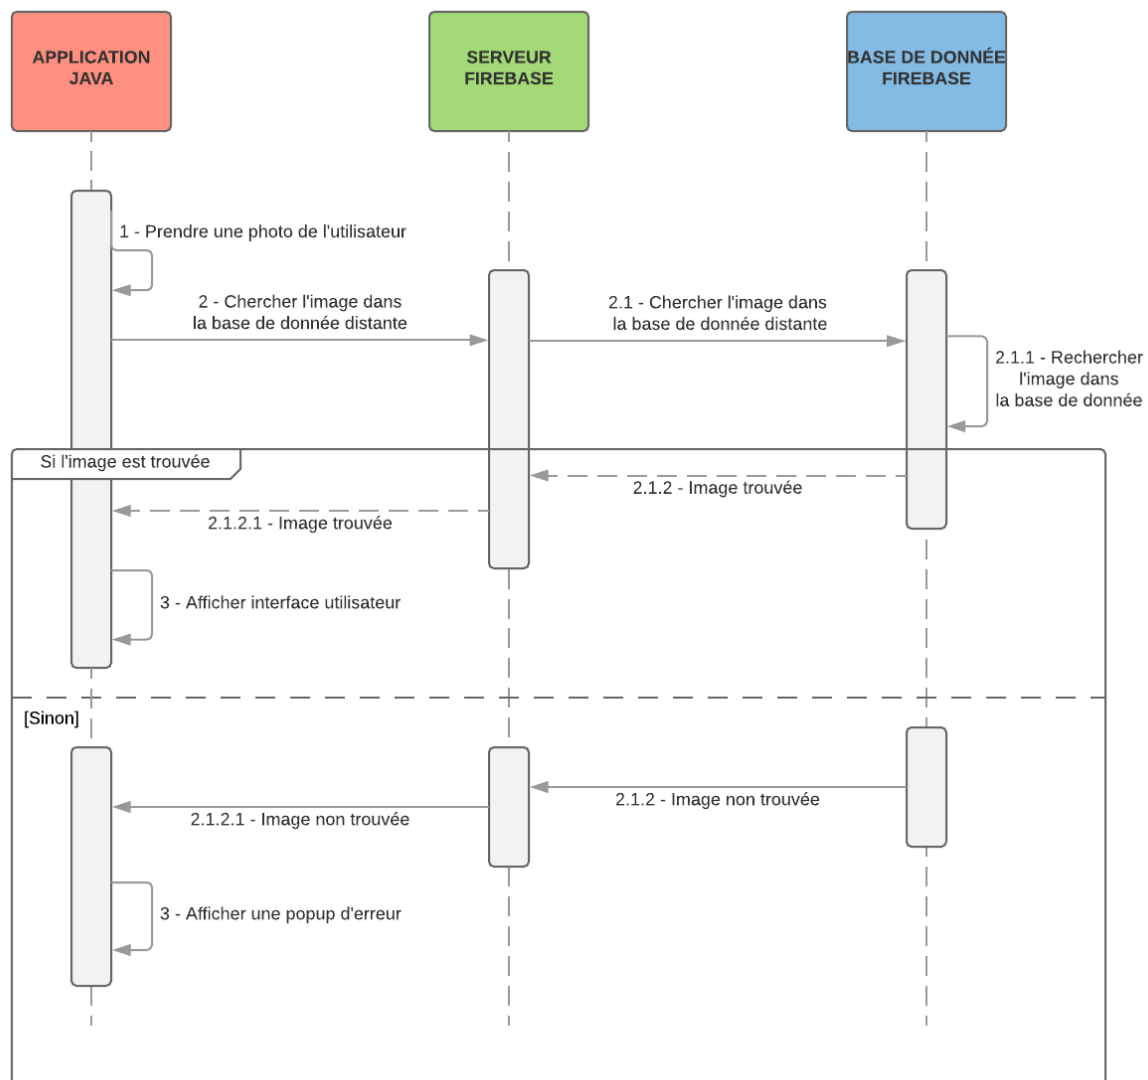 APPLICATION
JAVA
SERVEUR
FIREBASE
BASE DE DONNÉE
FIREBASE
1 - Prendre une photo de l'utilisateur
2 - Chercher l'image dans
la base de donnée distante
2.1 - Chercher l'image dans
la base de donnée distante
2.1.1 - Rechercher
l'image dans
la base de donnée
Si l'image est trouvée
2.1.2 - Image trouvée
2.1.2.1 - Image trouvée
3 - Afficher interface utilisateur
[Sinon]
2.1.2 - Image non trouvée
2.1.2.1 - Image non trouvée
3 - Afficher une popup d'erreur